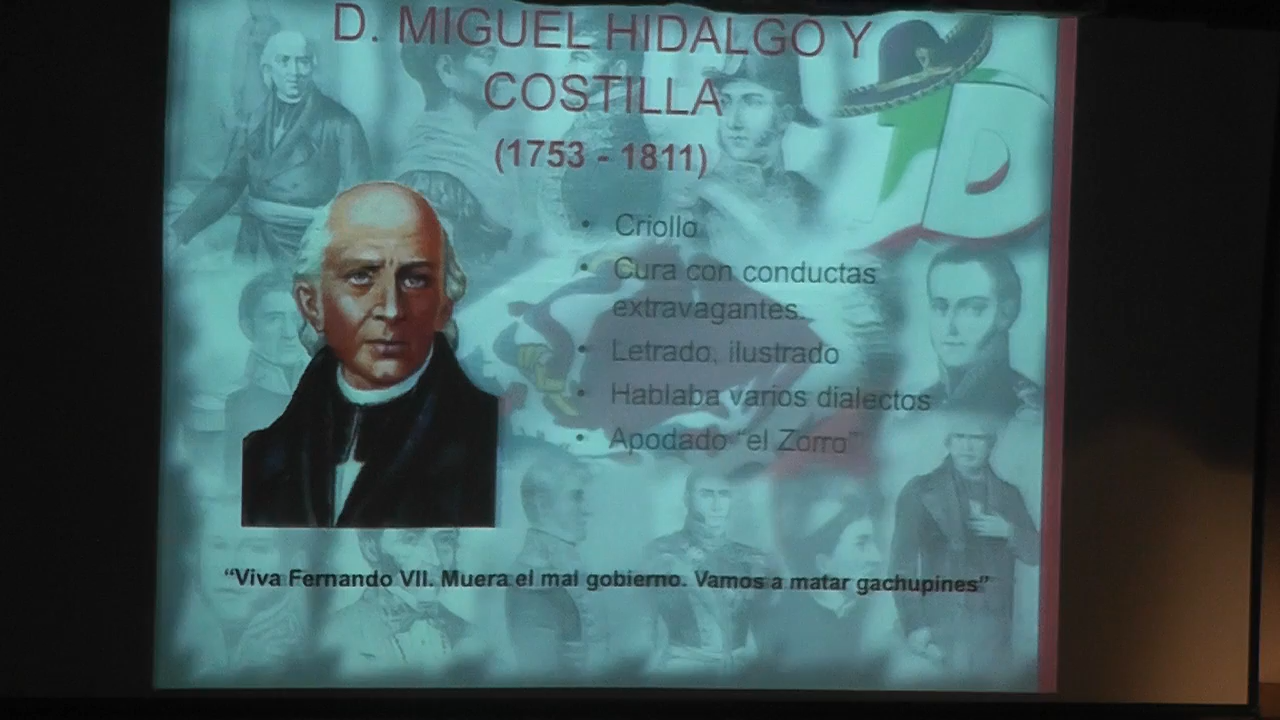 D. MIGUEL HIDALGO Y
COSTILLA
(1753 - 1811)
• Criollo
• Cura con conductas
extravagantes.
• Letrado, ilustrado
• Hablaba varios dialectos
• Apodado “el Zorro”
“Viva Fernando VII. Muera el mal gobierno. Vamos a matar gachupines”